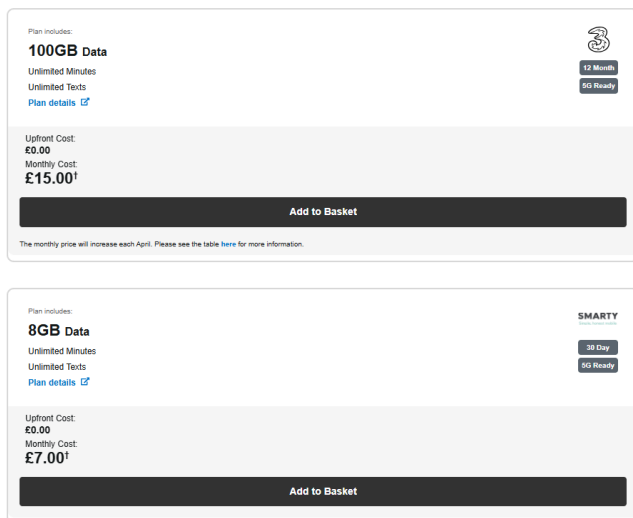 Plan includes:
100GB Data
Unlimited Minutes
Unlimited Texts
Plan details
3
12 Month
5G Ready
Upfront Cost:
£0.00
Monthly Cost:
£15.00†
Add to Basket
The monthly price will increase each April. Please see the table here for more information.
Plan includes:
8GB Data
Unlimited Minutes
Unlimited Texts
Plan details
SMARTY
30 Day
5G Ready
Upfront Cost:
£0.00
Monthly Cost:
£7.00†
Add to Basket